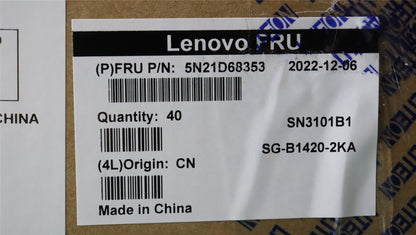 Lenovo FRU
(P)FRU P/N: 5N21D68353 2022-12-06
Quantity: 40
SN3101B1
SG-B1420-2KA
(4L)Origin: CN
Made in China
CHINA
LITEON